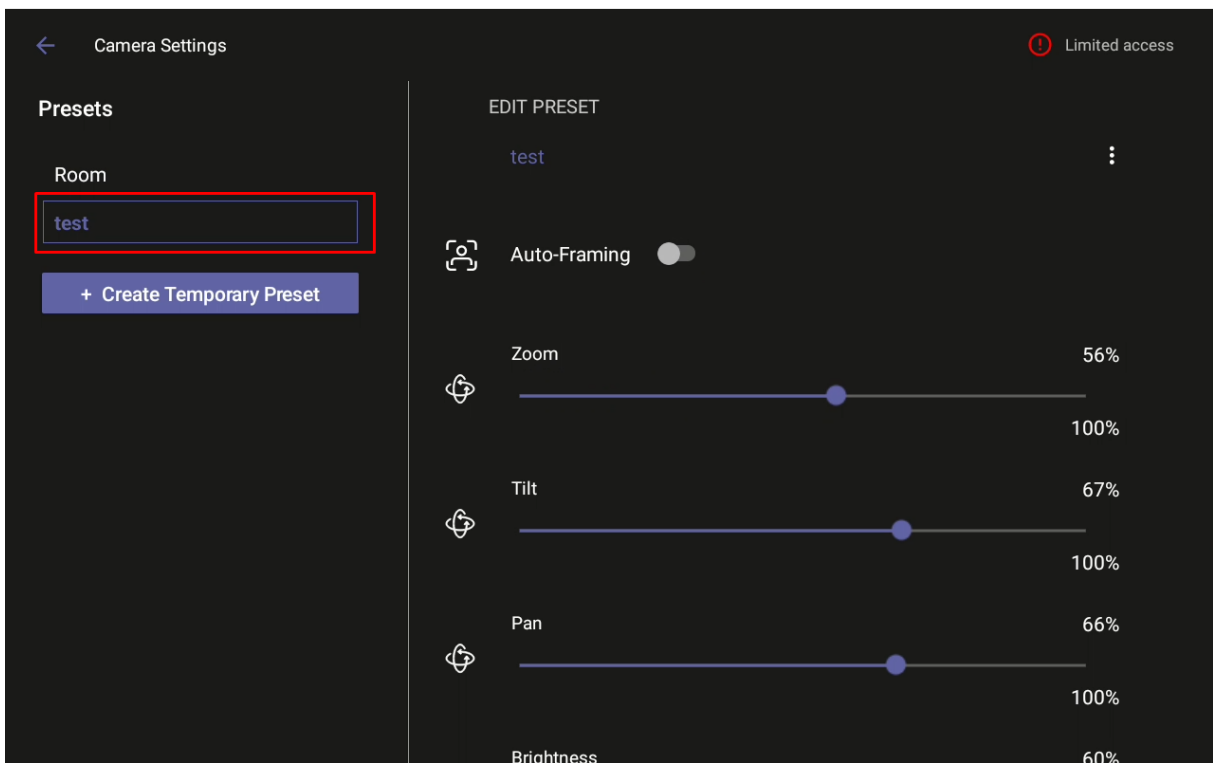 Camera Settings
Limited access
Presets
Room
test
+ Create Temporary Preset
EDIT PRESET
test
Auto-Framing
Zoom
56%
100%
Tilt
67%
100%
Pan
66%
100%
Brightness
60%